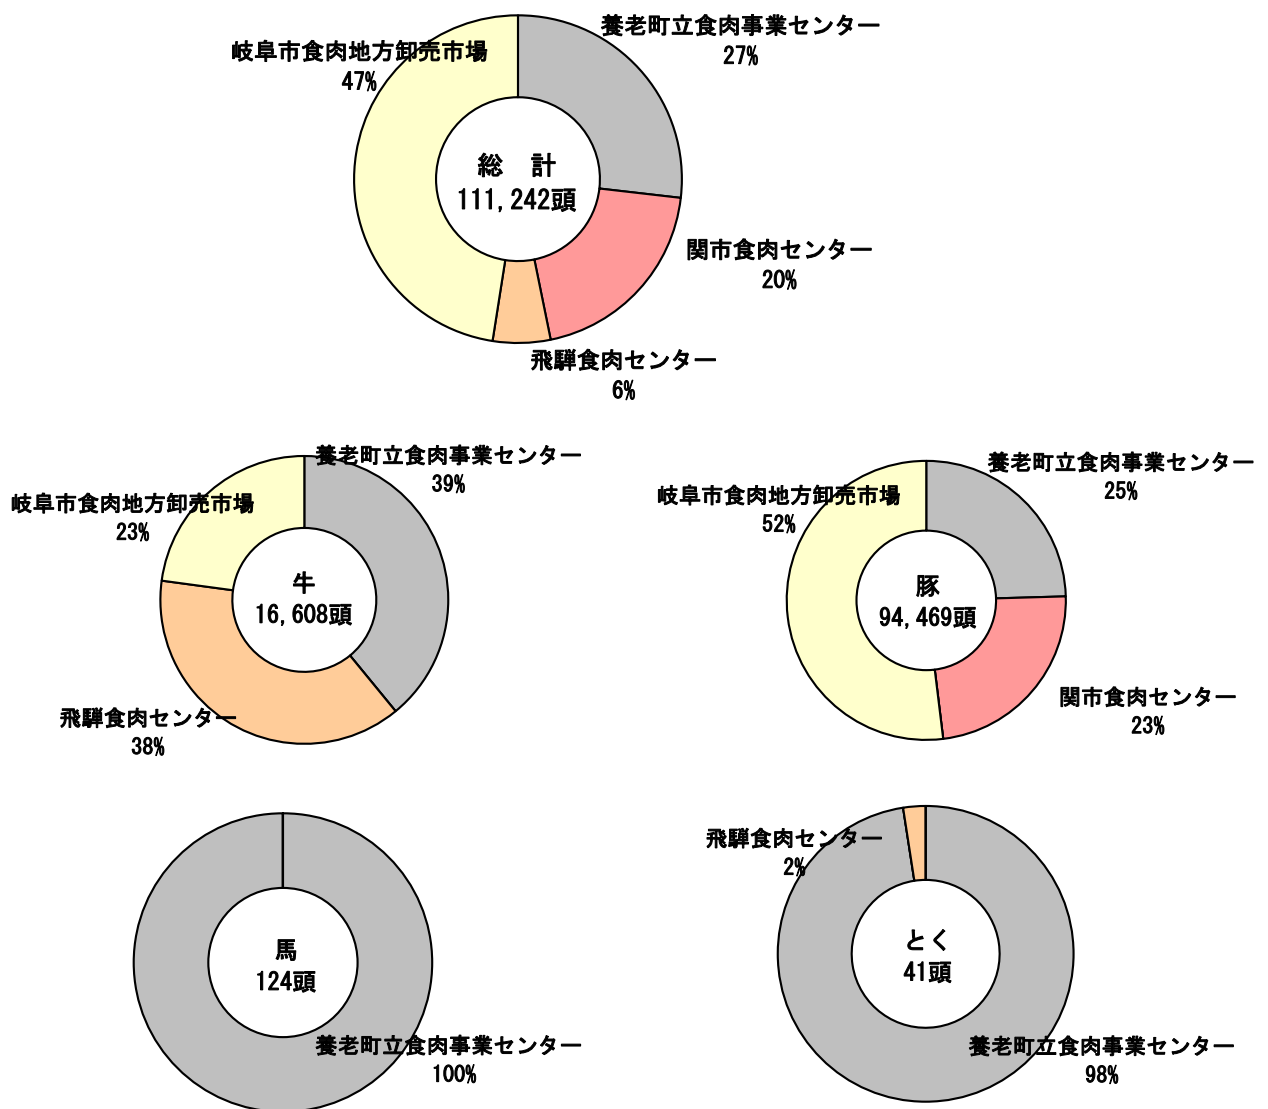 養老町立食肉事業センター
27%
岐阜市食肉地方卸売市場
47%
総　計
111,242頭
関市食肉センター
20%
飛騨食肉センター
6%
養老町立食肉事業センター
39%
岐阜市食肉地方卸売市場
23%
牛
16,608頭
飛騨食肉センター
38%
養老町立食肉事業センター
25%
岐阜市食肉地方卸売市場
52%
豚
94,469頭
関市食肉センター
23%
馬
124頭
養老町立食肉事業センター
100%
飛騨食肉センター
2%
とく
41頭
養老町立食肉事業センター
98%